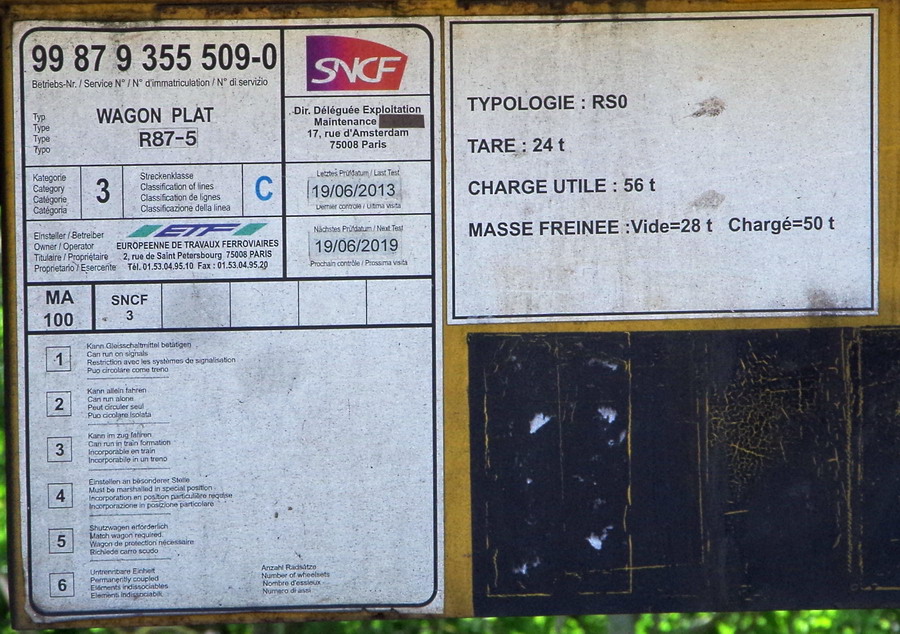 99 87 9 355 509-0
Betriebs-Nr. / Service N° / N° d'immatriculation / N° di servizio
Typ
Type
Type
Typo
WAGON PLAT
R87-5
SNCF
Dir. Déléguée Exploitation
Maintenance
17, rue d'Amsterdam
75008 Paris
Kategorie
Category
Catégorie
Catégoria
3
Streckenklasse
Classification of lines
Classification de lignes
Classificazione della linea
C
Letztes Prüfdatum / Last Test
19/06/2013
Dernier contrôle / Ultima visita
Einsteller / Betreiber
Owner / Operator
Titulaire / Propriétaire
Proprietario / Esercente
ETF
EUROPEENNE DE TRAVAUX FERROVIAIRES
2, rue de Saint Petersbourg 75008 PARIS
Tél. 01.53.04.95.10 Fax : 01.53.04.95.20
Nächstes Prüfdatum / Next Test
19/06/2019
Prochain contrôle / Prossima visita
MA
100
SNCF
3
1
Kann Gleisschaltmittel betätigen
Can run on signals
Restriction avec les systèmes de signalisation
Puo circolare come treno
2
Kann allein fahren
Can run alone
Peut circuler seul
Puo cicolare isolata
3
Kann im zug fahren
Can run in train formation
Incorporable en train
Incorporabile in un treno
4
Einstellen an besonderer Stelle
Must be marshalled in special position
Incorporation en position particulière requise
Incorporazione in posizione particolare
5
Shutzwagen erforderlich
Match wagon required
Wagon de protection nécessaire
Richiede carro scudo
6
Untrennbare Einheit
Permanently coupled
Eléments indissociables
Elementi Indissociabili
Anzahl Radsätze
Number of wheelsets
Nombre d'essieux
Numero di assi
TYPOLOGIE : RS0
TARE : 24 t
CHARGE UTILE : 56 t
MASSE FREINEE :Vide=28 t Chargé=50 t